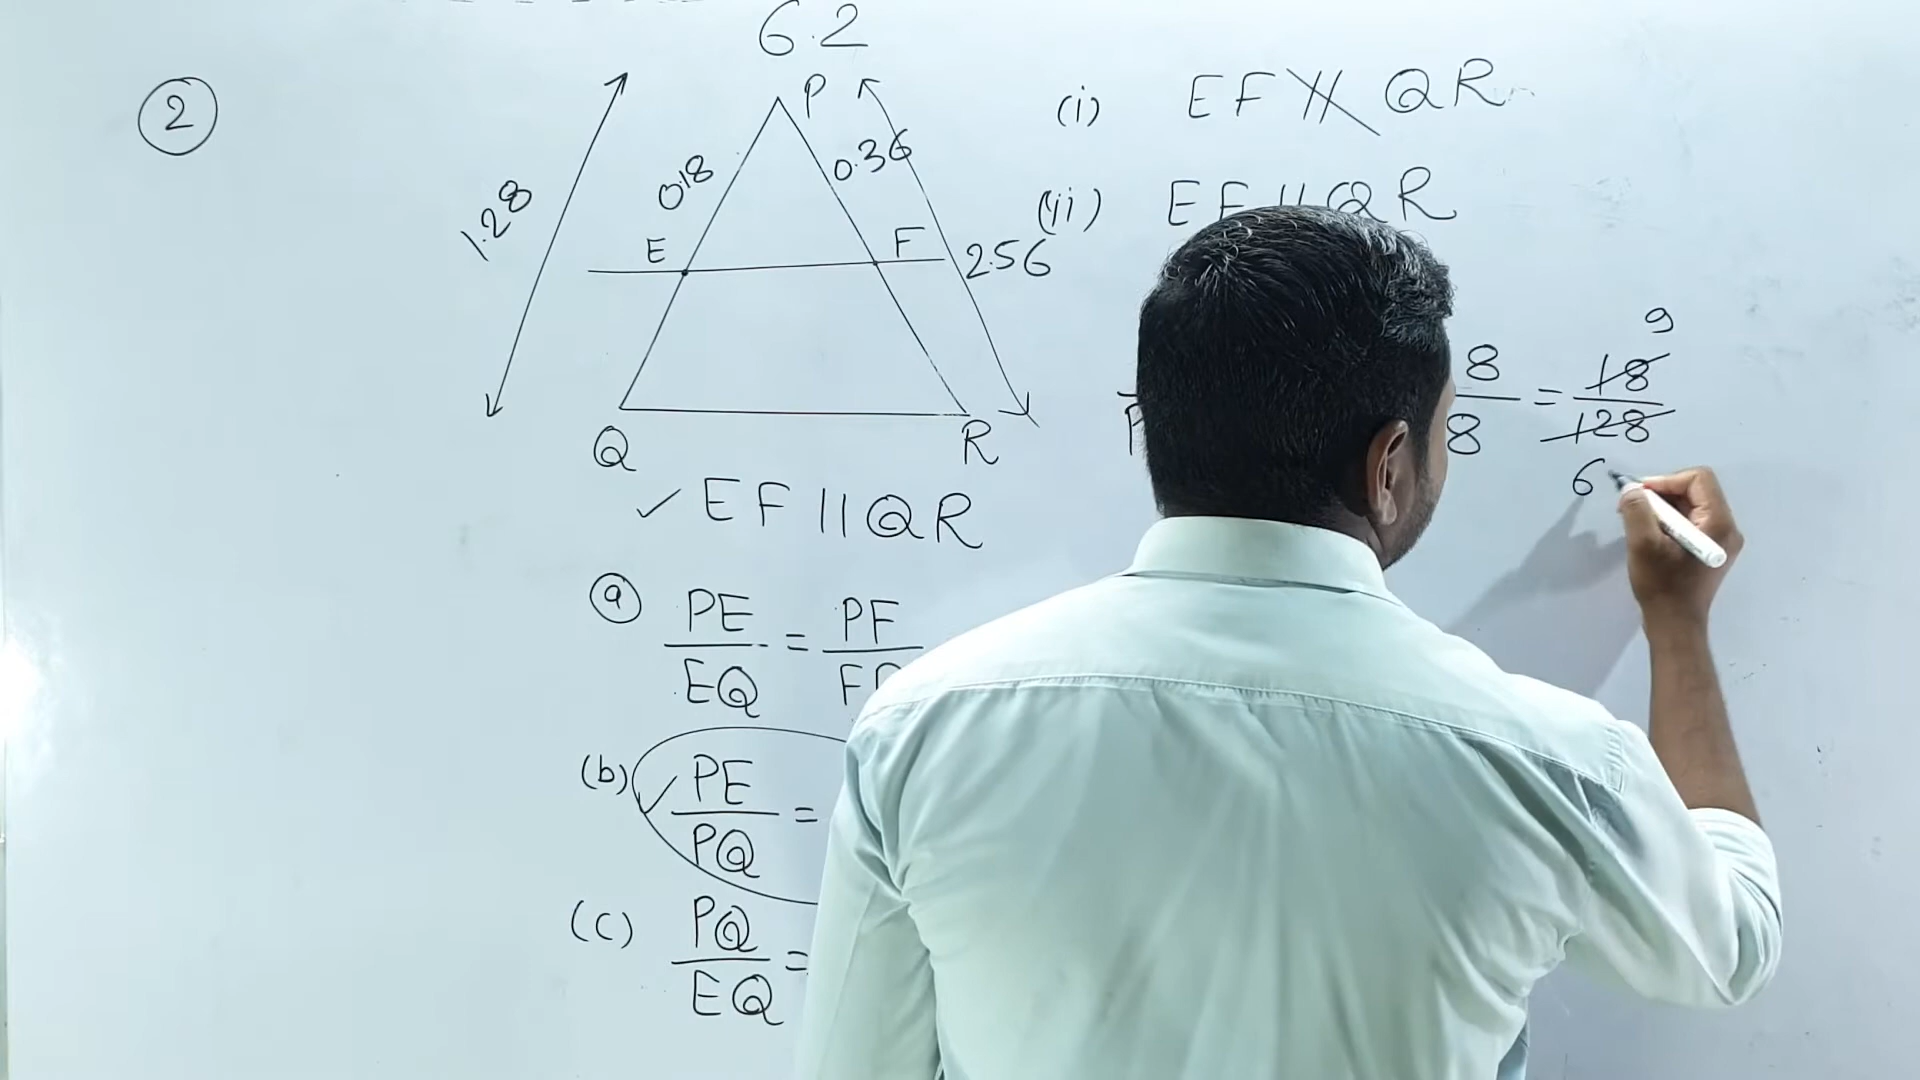 6.2
2
P
(i) EF ∦ QR
0.18
0.36
(ii) EF || QR
1.28
E
F
2.56
9
8 = 18
8 128
6
Q
R
✓ EF || QR
(a) PE = PF
EQ
(b) ✓ PE =
PQ
(c) PQ =
EQ